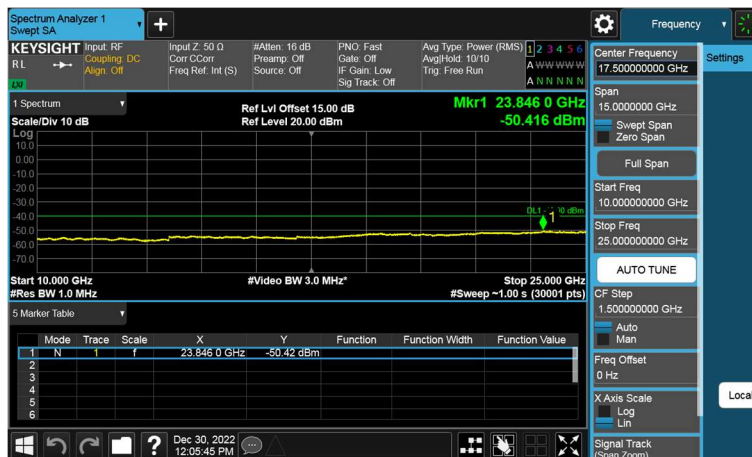 Spectrum Analyzer 1
Swept SA
Frequency
KEYSIGHT
RL
LXI
Input: RF
Coupling: DC
Align: Off
Input Z: 50 Ω
Corr CCorr
Freq Ref: Int (S)
#Atten: 16 dB
Preamp: Off
Source: Off
PNO: Fast
Gate: Off
IF Gain: Low
Sig Track: Off
Avg Type: Power (RMS)
Avg|Hold: 10/10
Trig: Free Run
1 2 3 4 5 6
A W W W W W
A N N N N N
1 Spectrum
Scale/Div 10 dB
Ref Lvl Offset 15.00 dB
Ref Level 20.00 dBm
Mkr1 23.846 0 GHz
-50.416 dBm
Log
10.0
0.00
-10.0
-20.0
-30.0
-40.0
-50.0
-60.0
-70.0
1
Start 10.000 GHz
#Res BW 1.0 MHz
#Video BW 3.0 MHz*
Stop 25.000 GHz
#Sweep ~1.00 s (30001 pts)
5 Marker Table
Mode Trace Scale X Y Function Function Width Function Value
1 N 1 f 23.846 0 GHz -50.42 dBm
2
3
4
5
6
?
Dec 30, 2022
12:05:45 PM
Center Frequency
17.500000000 GHz
Settings
Span
15.0000000 GHz
Swept Span
Zero Span
Full Span
Start Freq
10.000000000 GHz
Stop Freq
25.000000000 GHz
AUTO TUNE
CF Step
1.500000000 GHz
Auto
Man
Freq Offset
0 Hz
X Axis Scale
Log
Lin
Local
Signal Track
(Span Zoom)